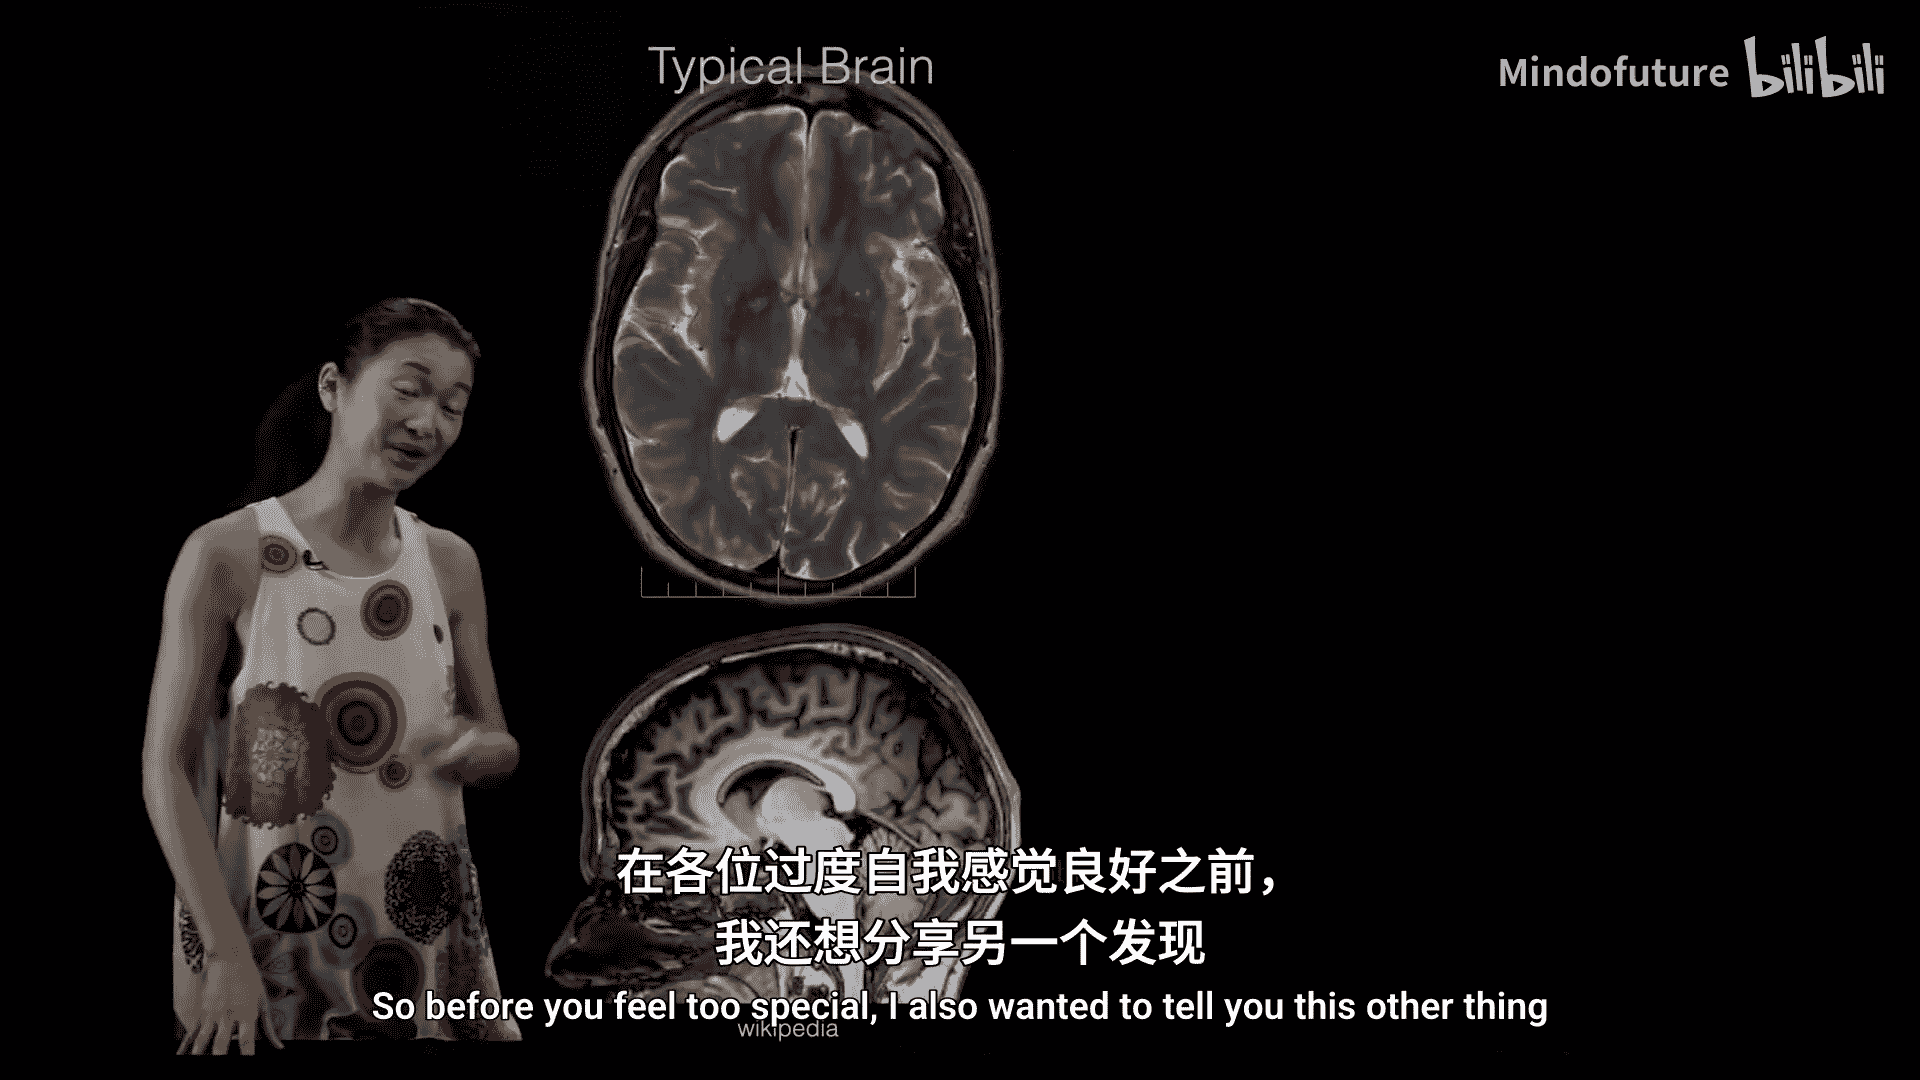 Typical Brain
Mindofuture bilibili
在各位过度自我感觉良好之前，
我还想分享另一个发现
So before you feel too special, I also wanted to tell you this other thing
wikipedia